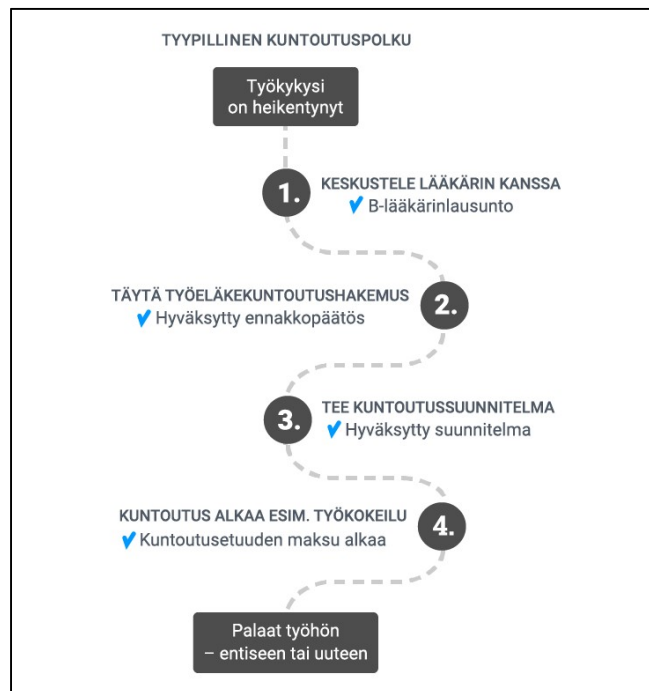 TYYPILLINEN KUNTOUTUSPOLKU
Työkykysi
on heikentynyt
1.
KESKUSTELE LÄÄKÄRIN KANSSA
B-lääkärinlausunto
TÄYTÄ TYÖELÄKEKUNTOUTUSHAKEMUS
Hyväksytty ennakkopäätös
2.
3.
TEE KUNTOUTUSSUUNNITELMA
Hyväksytty suunnitelma
KUNTOUTUS ALKAA ESIM. TYÖKOKEILU
Kuntoutusetuuden maksu alkaa
4.
Palaat työhön
– entiseen tai uuteen